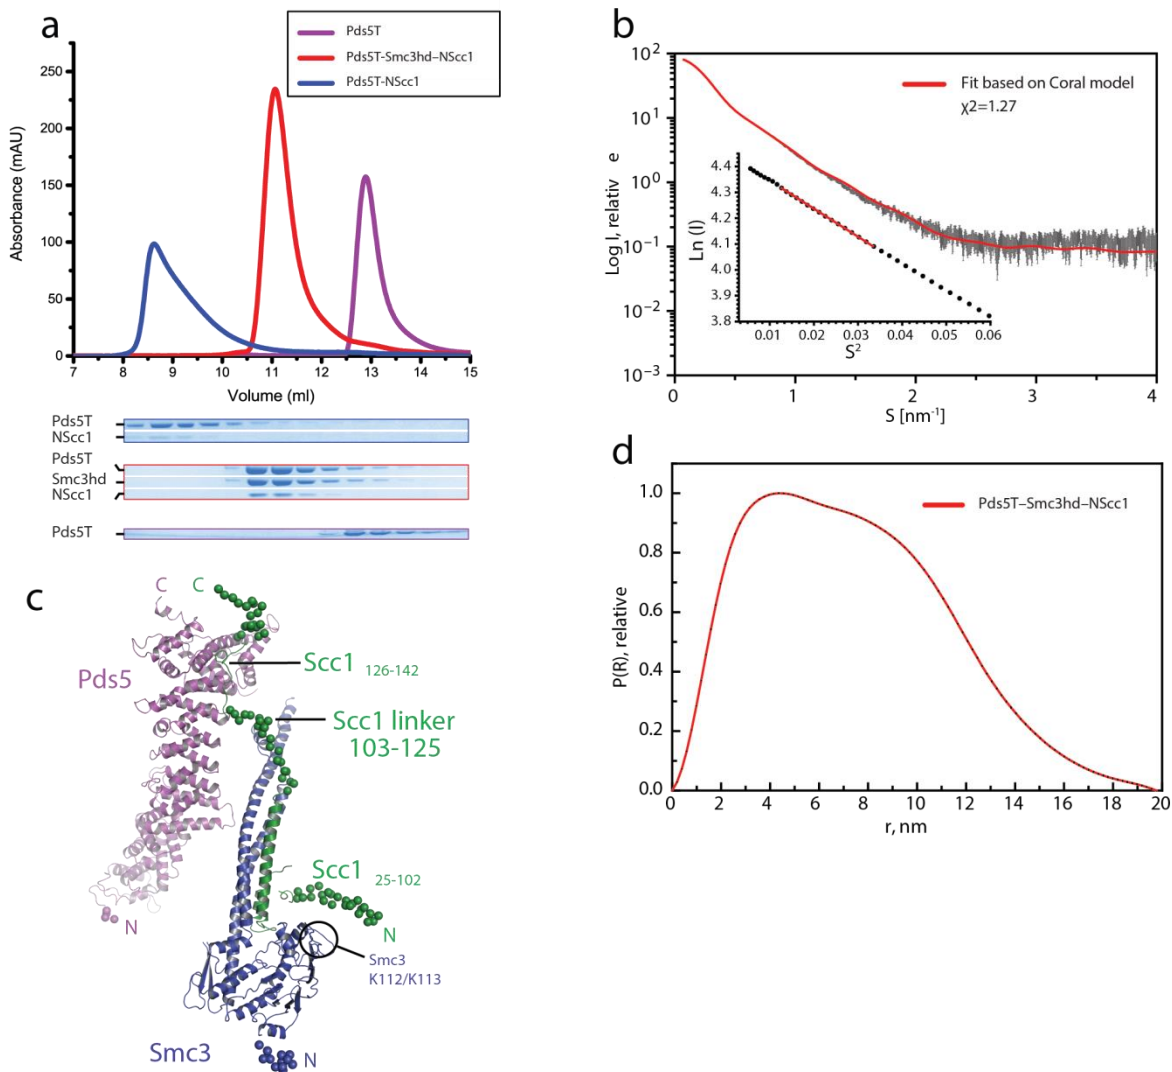 a
Pds5T
Pds5T-Smc3hd–NScc1
Pds5T-NScc1
250
200
150
100
50
0
Absorbance (mAU)
7 8 9 10 11 12 13 14 15
Volume (ml)
Pds5T
NScc1
Pds5T
Smc3hd
NScc1
Pds5T
b
10²
10¹
10⁰
10⁻¹
10⁻²
10⁻³
Log I, relativ e
Fit based on Coral model
χ2=1.27
4.4
4.3
4.2
4.1
4.0
3.9
3.8
Ln (I)
0.01 0.02 0.03 0.04 0.05 0.06
S²
0 1 2 3 4
S [nm⁻¹]
c
C C
Pds5
Scc1 126-142
Scc1 linker
103-125
Scc1 25-102
N
N
Smc3
K112/K113
Smc3
N
d
1.0
0.8
0.6
0.4
0.2
0.0
P(R), relative
Pds5T–Smc3hd–NScc1
0 2 4 6 8 10 12 14 16 18 20
r, nm